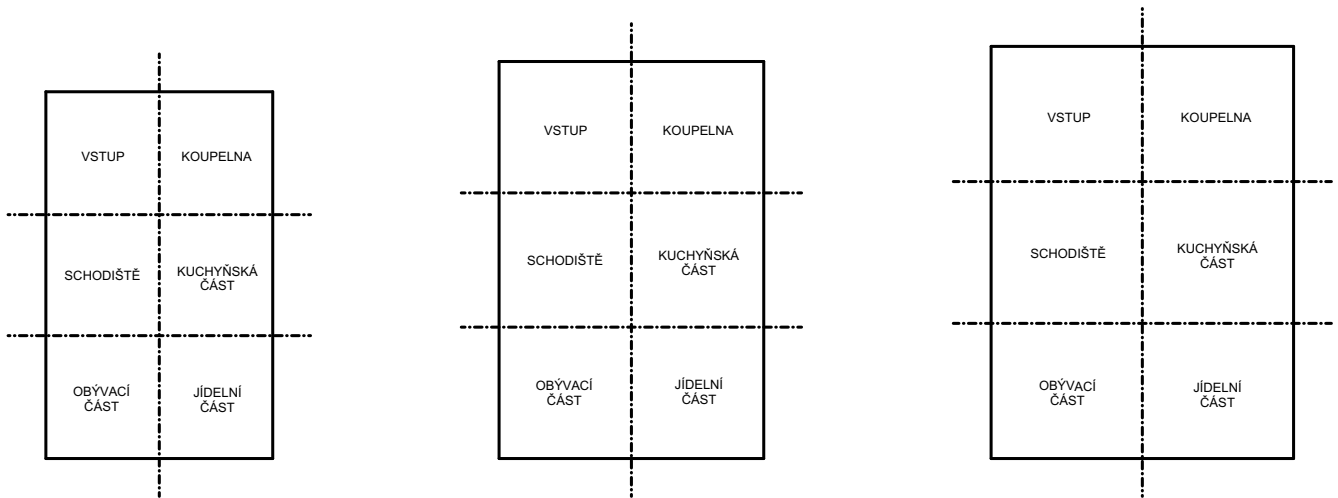 VSTUP
KOUPELNA
SCHODIŠTĚ
KUCHYŇSKÁ
ČÁST
OBÝVACÍ
ČÁST
JÍDELNÍ
ČÁST
VSTUP
KOUPELNA
SCHODIŠTĚ
KUCHYŇSKÁ
ČÁST
OBÝVACÍ
ČÁST
JÍDELNÍ
ČÁST
VSTUP
KOUPELNA
SCHODIŠTĚ
KUCHYŇSKÁ
ČÁST
OBÝVACÍ
ČÁST
JÍDELNÍ
ČÁST